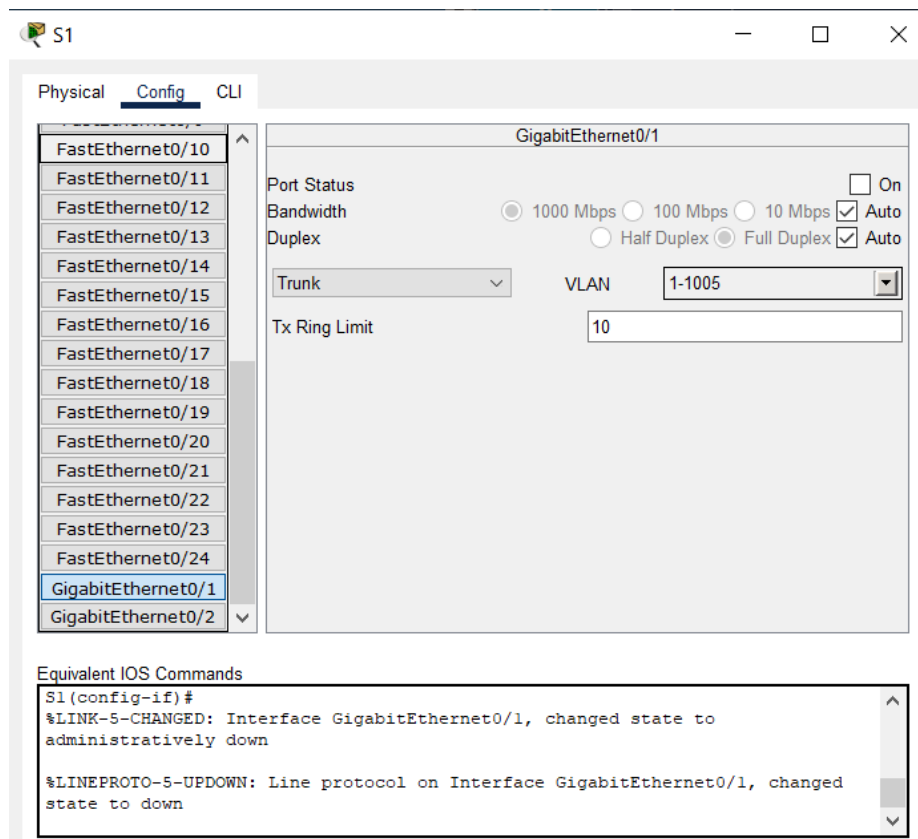 S1
Physical Config CLI
FastEthernet0/10
FastEthernet0/11
FastEthernet0/12
FastEthernet0/13
FastEthernet0/14
FastEthernet0/15
FastEthernet0/16
FastEthernet0/17
FastEthernet0/18
FastEthernet0/19
FastEthernet0/20
FastEthernet0/21
FastEthernet0/22
FastEthernet0/23
FastEthernet0/24
GigabitEthernet0/1
GigabitEthernet0/2
GigabitEthernet0/1
Port Status On
Bandwidth 1000 Mbps 100 Mbps 10 Mbps Auto
Duplex Half Duplex Full Duplex Auto
Trunk VLAN 1-1005
Tx Ring Limit 10
Equivalent IOS Commands
S1(config-if)#
%LINK-5-CHANGED: Interface GigabitEthernet0/1, changed state to
administratively down
%LINEPROTO-5-UPDOWN: Line protocol on Interface GigabitEthernet0/1, changed
state to down